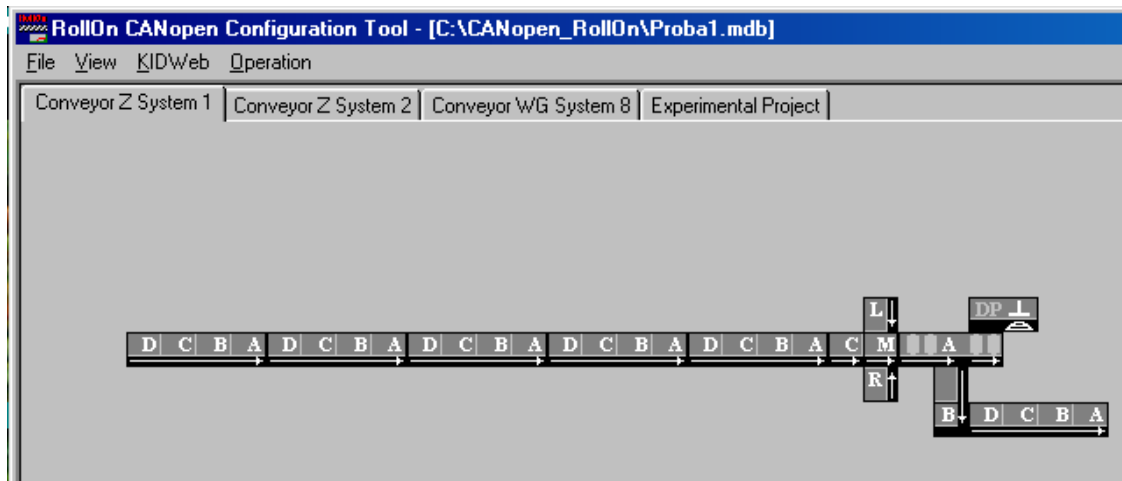 RollOn CANopen Configuration Tool - [C:\CANopen_RollOn\Proba1.mdb]
File View KIDWeb Operation
Conveyor Z System 1 Conveyor Z System 2 Conveyor WG System 8 Experimental Project
L DP
D C B A D C B A D C B A D C B A D C B A C M A
R
B D C B A